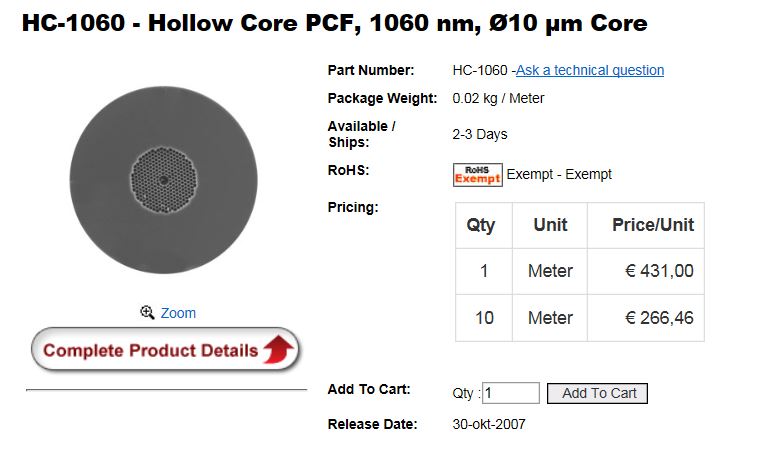 HC-1060 - Hollow Core PCF, 1060 nm, Ø10 µm Core
Part Number: HC-1060 -Ask a technical question
Package Weight: 0.02 kg / Meter
Available / Ships: 2-3 Days
RoHS: RoHS Exempt Exempt - Exempt
Pricing:
Qty Unit Price/Unit
1 Meter € 431,00
10 Meter € 266,46
Zoom
Complete Product Details
Add To Cart: Qty : 1 Add To Cart
Release Date: 30-okt-2007